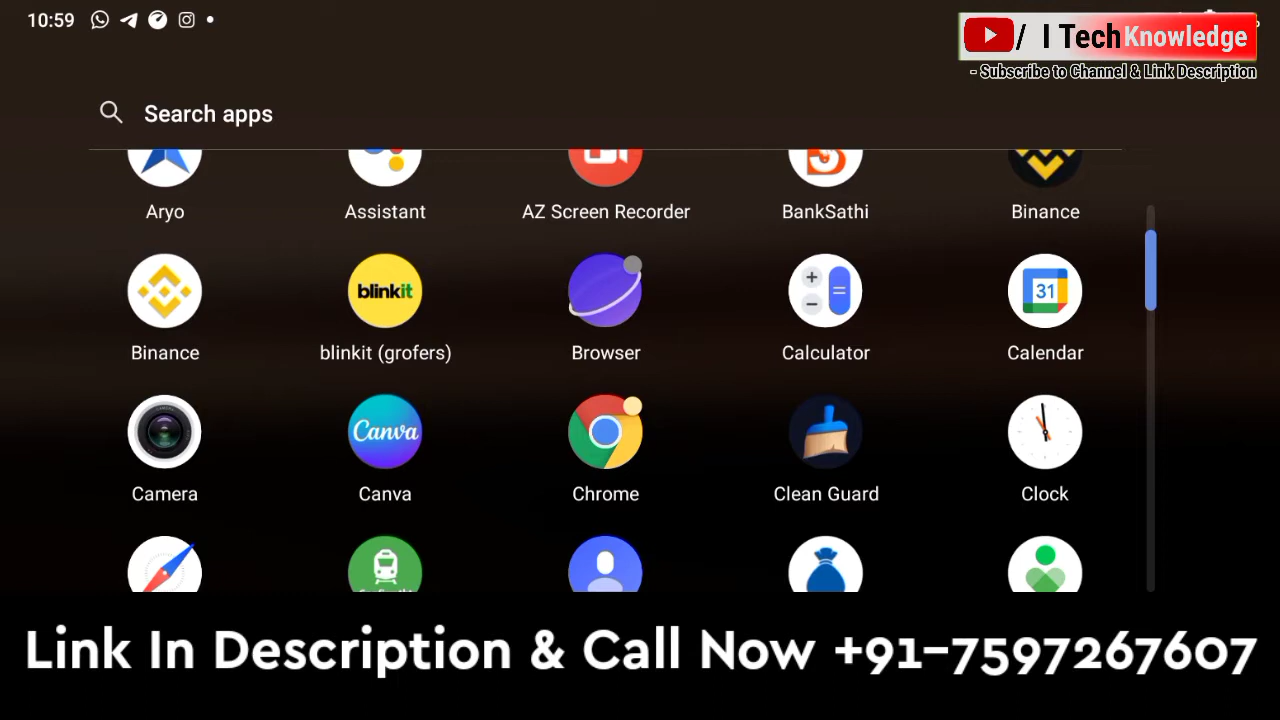 10:59
/ I Tech Knowledge
- Subscribe to Channel & Link Description
Search apps
Aryo Assistant AZ Screen Recorder BankSathi Binance
blinkit
31
Binance blinkit (grofers) Browser Calculator Calendar
Canva
Camera Canva Chrome Clean Guard Clock
Link In Description & Call Now +91-7597267607